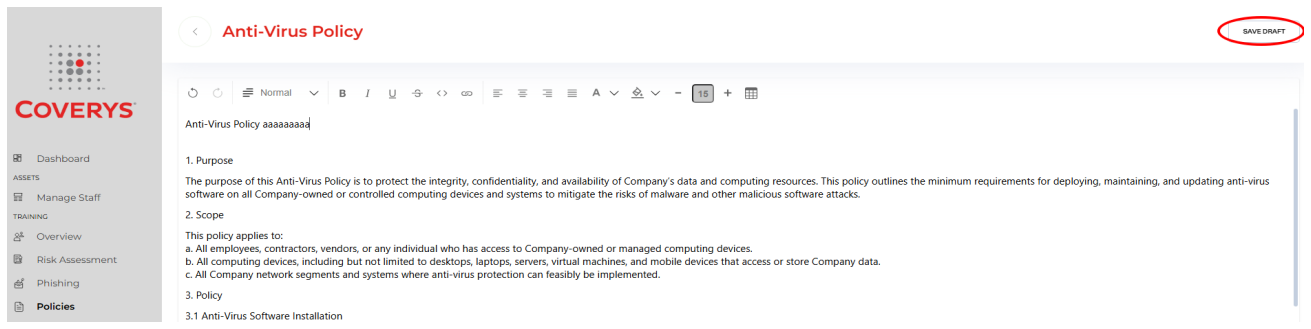 COVERYS
Dashboard
ASSETS
Manage Staff
TRAINING
Overview
Risk Assessment
Phishing
Policies
Anti-Virus Policy
SAVE DRAFT
Normal B I U S A 15
Anti-Virus Policy aaaaaaaaa
1. Purpose
The purpose of this Anti-Virus Policy is to protect the integrity, confidentiality, and availability of Company's data and computing resources. This policy outlines the minimum requirements for deploying, maintaining, and updating anti-virus
software on all Company-owned or controlled computing devices and systems to mitigate the risks of malware and other malicious software attacks.
2. Scope
This policy applies to:
a. All employees, contractors, vendors, or any individual who has access to Company-owned or managed computing devices.
b. All computing devices, including but not limited to desktops, laptops, servers, virtual machines, and mobile devices that access or store Company data.
c. All Company network segments and systems where anti-virus protection can feasibly be implemented.
3. Policy
3.1 Anti-Virus Software Installation